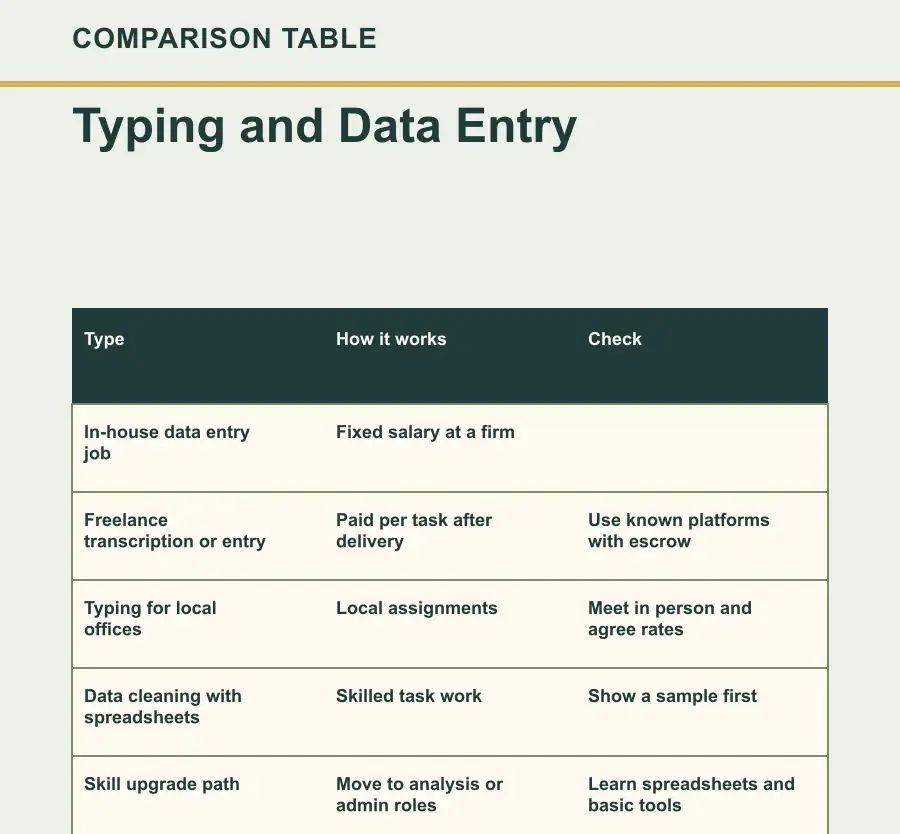 COMPARISON TABLE
Typing and Data Entry
Type How it works Check
In-house data entry Fixed salary at a firm
job
Freelance Paid per task after Use known platforms
transcription or entry delivery with escrow
Typing for local Local assignments Meet in person and
offices agree rates
Data cleaning with Skilled task work Show a sample first
spreadsheets
Skill upgrade path Move to analysis or Learn spreadsheets and
admin roles basic tools